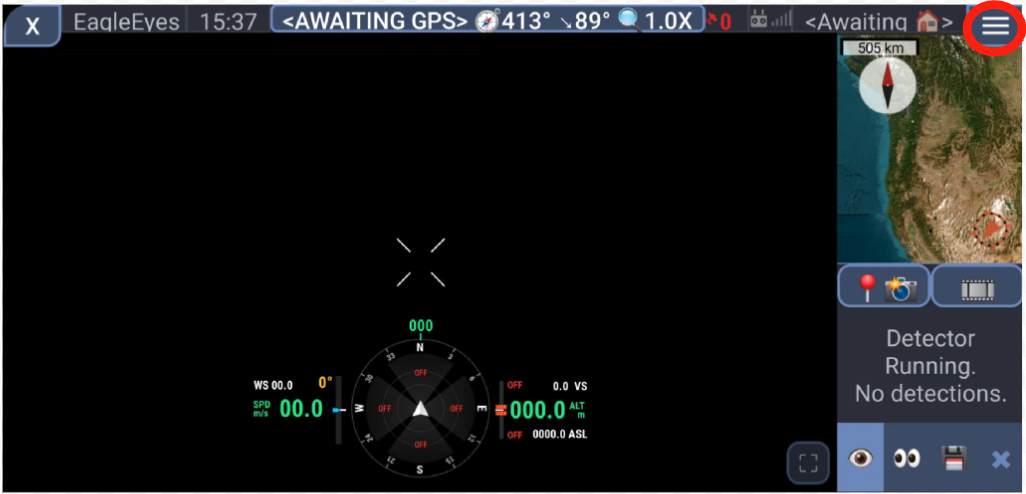 X EagleEyes 15:37 <AWAITING GPS> 413° ↘89° 1.0X 0 <Awaiting >
505 km
Detector
Running.
No detections.
000
N
33 3
30 OFF 6
WS 00.0 0° OFF 0.0 VS
SPD m/s 00.0 W OFF OFF E 000.0 ALT m
OFF OFF 0000.0 ASL
24 12
21 15
S